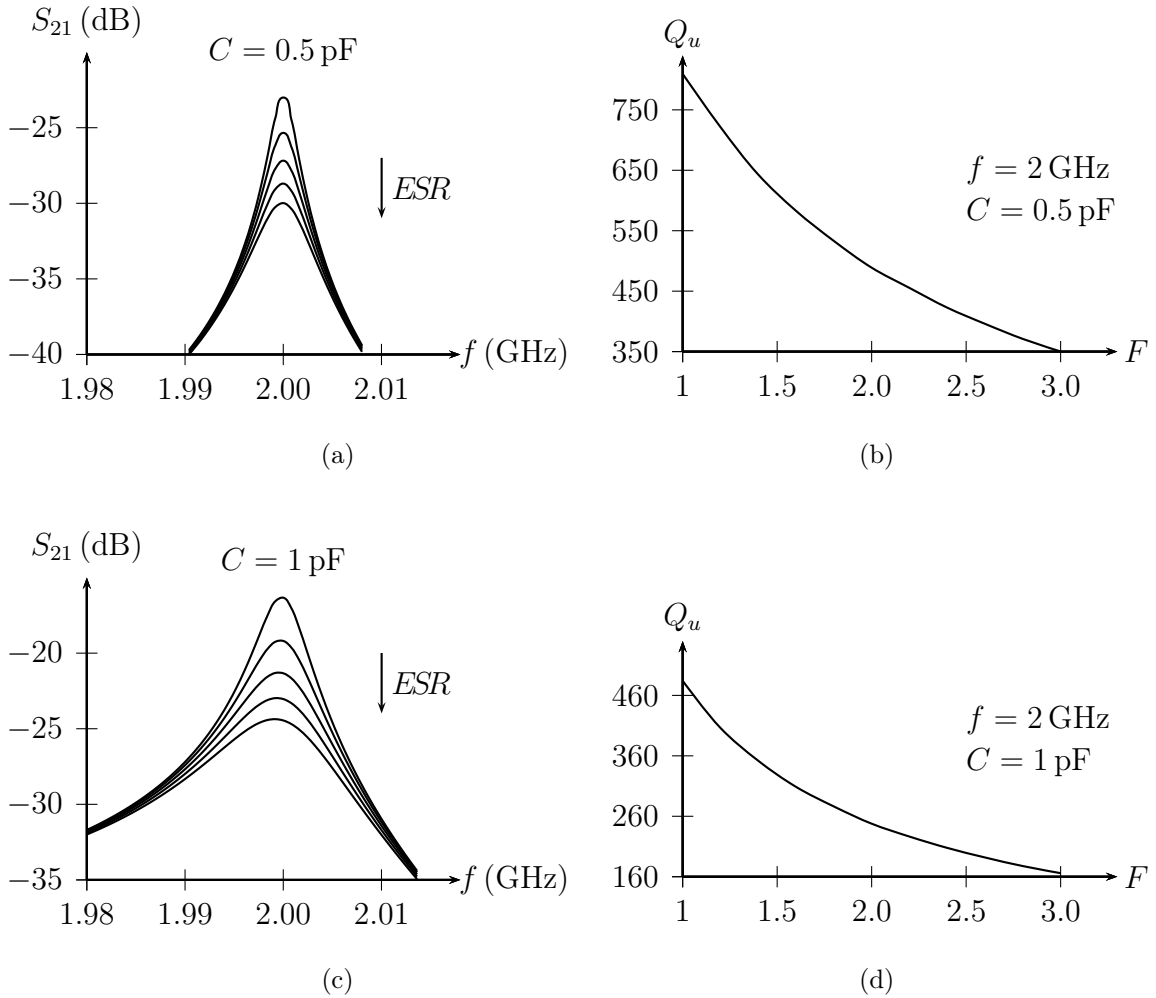 S₂₁ (dB)
C = 0.5 pF
−25
−30
−35
−40
ESR
f (GHz)
1.98 1.99 2.00 2.01
(a)
Q_u
750
650
550
450
350
f = 2 GHz
C = 0.5 pF
F
1 1.5 2.0 2.5 3.0
(b)
S₂₁ (dB)
C = 1 pF
−20
−25
−30
−35
ESR
f (GHz)
1.98 1.99 2.00 2.01
(c)
Q_u
460
360
260
160
f = 2 GHz
C = 1 pF
F
1 1.5 2.0 2.5 3.0
(d)